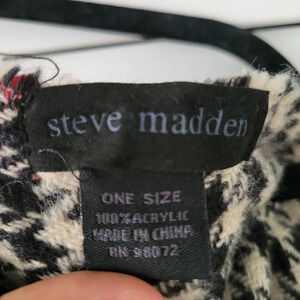 steve madden
ONE SIZE
100% ACRYLIC
MADE IN CHINA
RN 98072